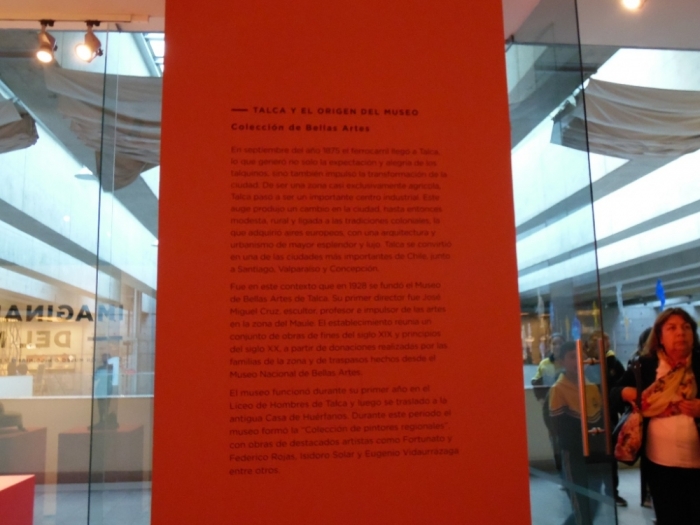 TALCA Y EL ORIGEN DEL MUSEO
Colección de Bellas Artes
En septiembre del año 1875 el ferrocarril llegó a Talca,
lo que generó no solo la expectación y alegría de los
talquinos, sino también impulsó la transformación de la
ciudad. De ser una zona casi exclusivamente agrícola,
Talca pasó a ser un importante centro industrial. Este
auge produjo un cambio en la ciudad, hasta entonces
modesta, rural y ligada a las tradiciones coloniales, la
que adquirió aires europeos, con una arquitectura y
urbanismo de mayor esplendor y lujo. Talca se convirtió
en una de las ciudades más importantes de Chile, junto
a Santiago, Valparaíso y Concepción.
Fue en este contexto que en 1928 se fundó el Museo
de Bellas Artes de Talca. Su primer director fue José
Miguel Cruz, escultor, profesor e impulsor de las artes
en la zona del Maule. El establecimiento reunía un
conjunto de obras de fines del siglo XIX y principios
del siglo XX, a partir de donaciones realizadas por las
familias de la zona y de traspasos hechos desde el
Museo Nacional de Bellas Artes.
El museo funcionó durante su primer año en el
Liceo de Hombres de Talca y luego se trasladó a la
antigua Casa de Huérfanos. Durante este período el
museo formó la "Colección de pintores regionales",
con obras de destacados artistas como Fortunato y
Federico Rojas, Isidoro Solar y Eugenio Vidaurrázaga
entre otros.
IMAGINA
DEL